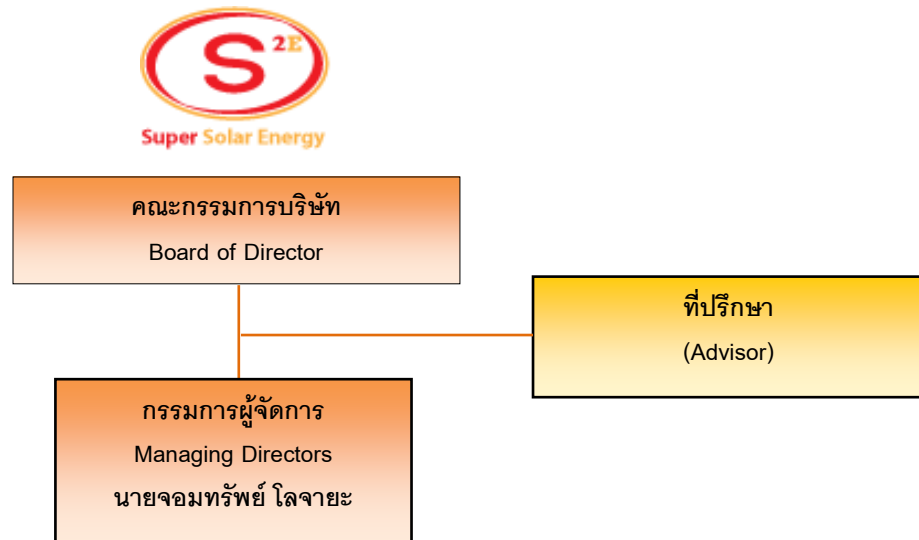 S 2E
Super Solar Energy
คณะกรรมการบริษัท
Board of Director
ที่ปรึกษา
(Advisor)
กรรมการผู้จัดการ
Managing Directors
นายจอมทรัพย์ โลจายะ